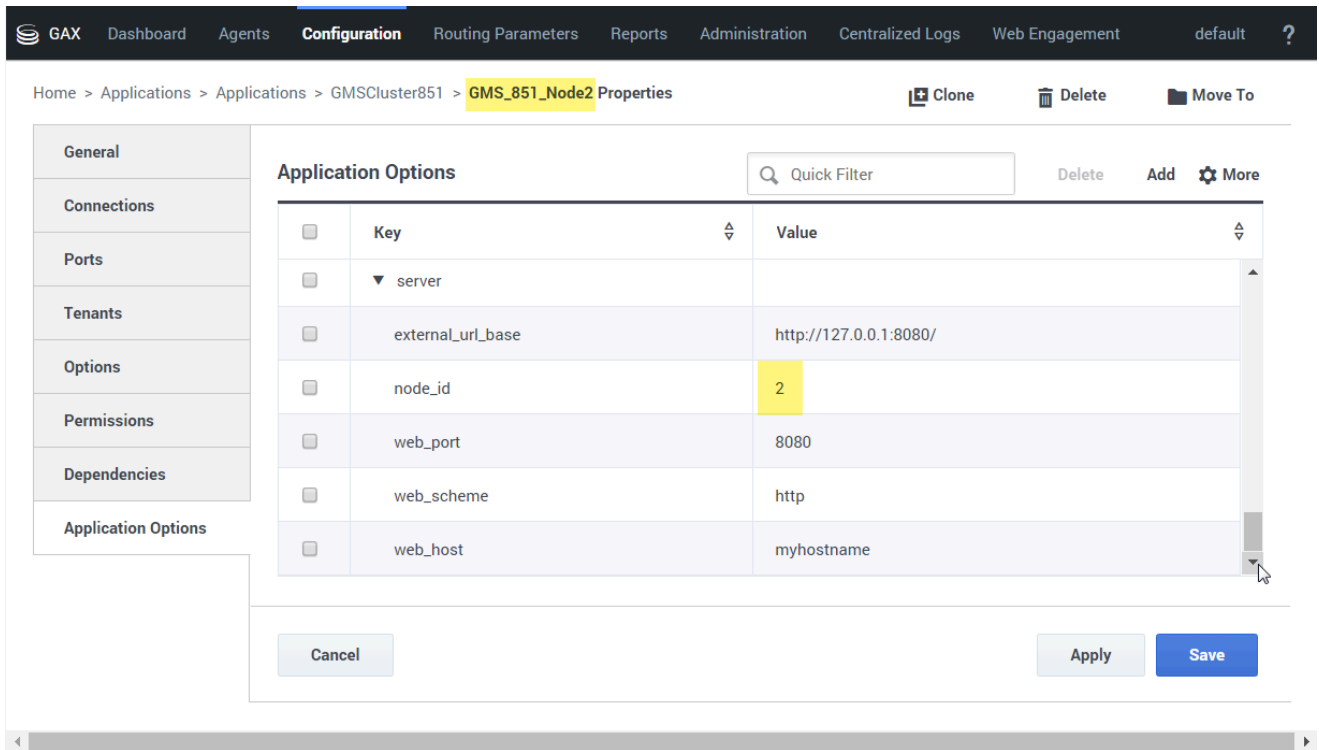 GAX Dashboard Agents Configuration Routing Parameters Reports Administration Centralized Logs Web Engagement default ?
Home > Applications > Applications > GMSCluster851 > GMS_851_Node2 Properties Clone Delete Move To
General
Connections
Ports
Tenants
Options
Permissions
Dependencies
Application Options
Application Options Quick Filter Delete Add More
Key Value
server
external_url_base http://127.0.0.1:8080/
node_id 2
web_port 8080
web_scheme http
web_host myhostname
Cancel Apply Save